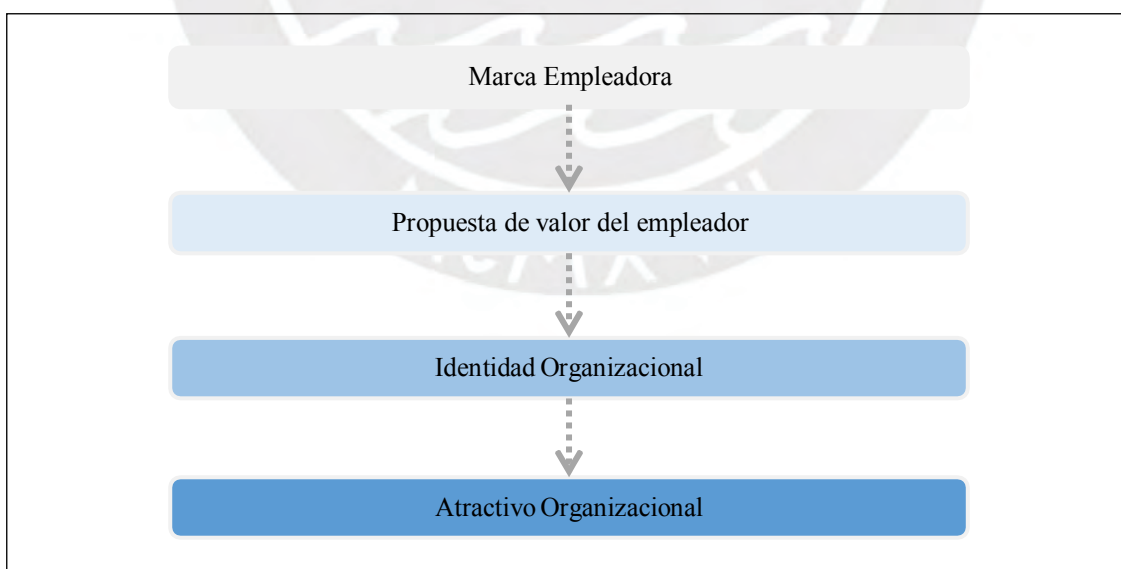 Marca Empleadora
Propuesta de valor del empleador
Identidad Organizacional
Atractivo Organizacional